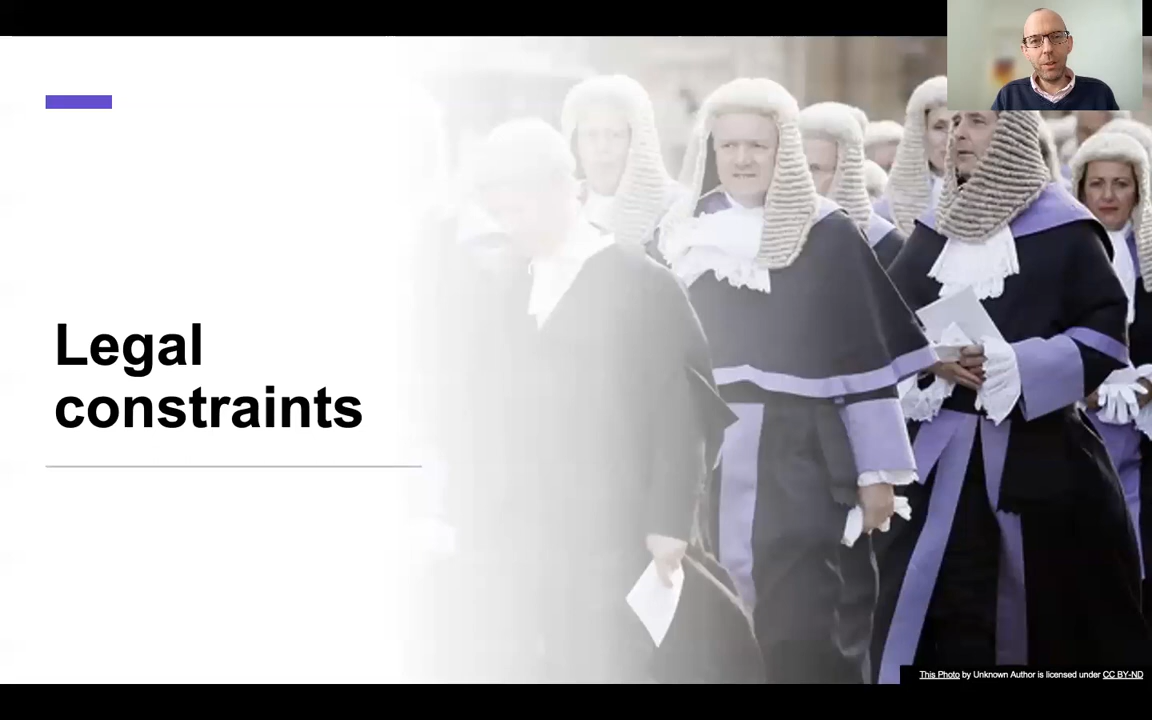 Legal
constraints
This Photo by Unknown Author is licensed under CC BY-ND